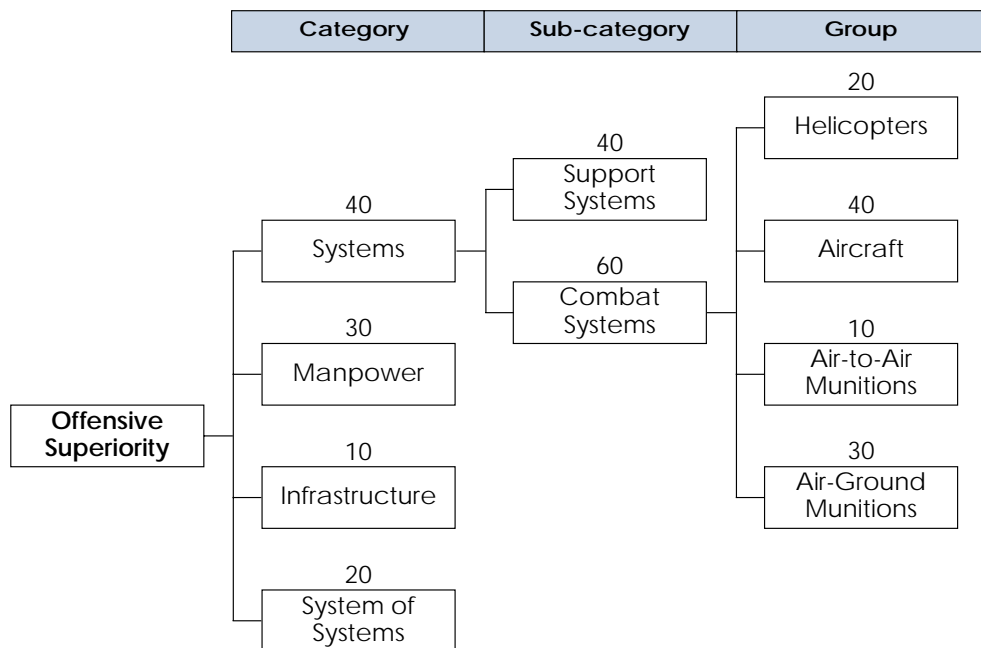 Category Sub-category Group
20
Helicopters
40
Support
Systems
40
Systems
40
Aircraft
60
Combat
Systems
30
Manpower
10
Air-to-Air
Munitions
Offensive
Superiority
10
Infrastructure
30
Air-Ground
Munitions
20
System of
Systems